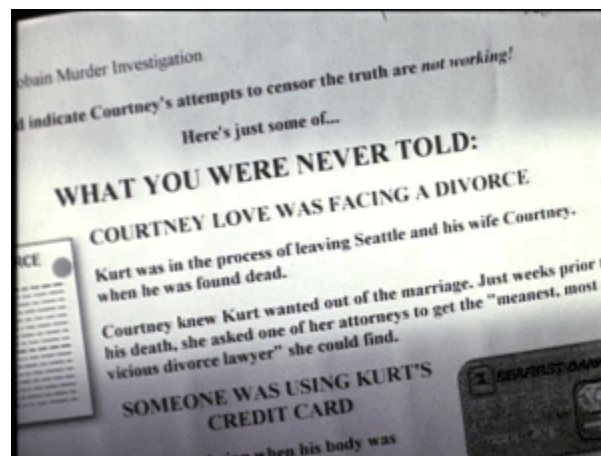 Murder Investigation
indicate Courtney's attempts to censor the truth are not working!
Here's just some of...
WHAT YOU WERE NEVER TOLD:
COURTNEY LOVE WAS FACING A DIVORCE
Kurt was in the process of leaving Seattle and his wife Courtney,
when he was found dead.
Courtney knew Kurt wanted out of the marriage. Just weeks prior
his death, she asked one of her attorneys to get the "meanest, most
vicious divorce lawyer" she could find.
SOMEONE WAS USING KURT'S
CREDIT CARD
when his body was